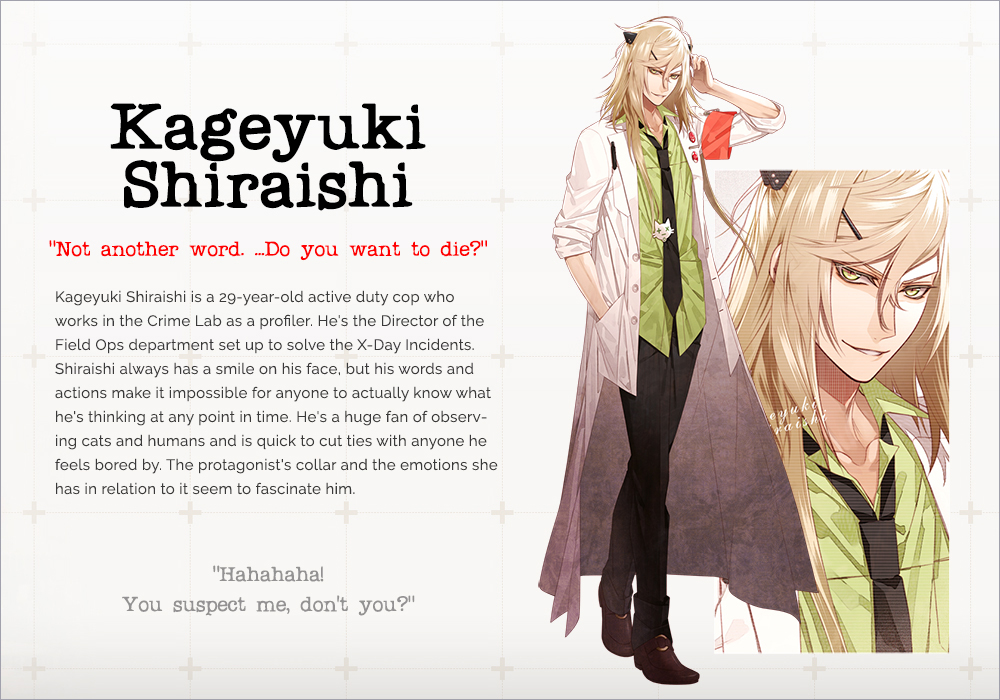 Kageyuki
Shiraishi
"Not another word. ...Do you want to die?"
Kageyuki Shiraishi is a 29-year-old active duty cop who
works in the Crime Lab as a profiler. He's the Director of the
Field Ops department set up to solve the X-Day Incidents.
Shiraishi always has a smile on his face, but his words and
actions make it impossible for anyone to actually know what
he's thinking at any point in time. He's a huge fan of observ-
ing cats and humans and is quick to cut ties with anyone he
feels bored by. The protagonist's collar and the emotions she
has in relation to it seem to fascinate him.
"Hahahaha!
You suspect me, don't you?"
eyuki
raishi